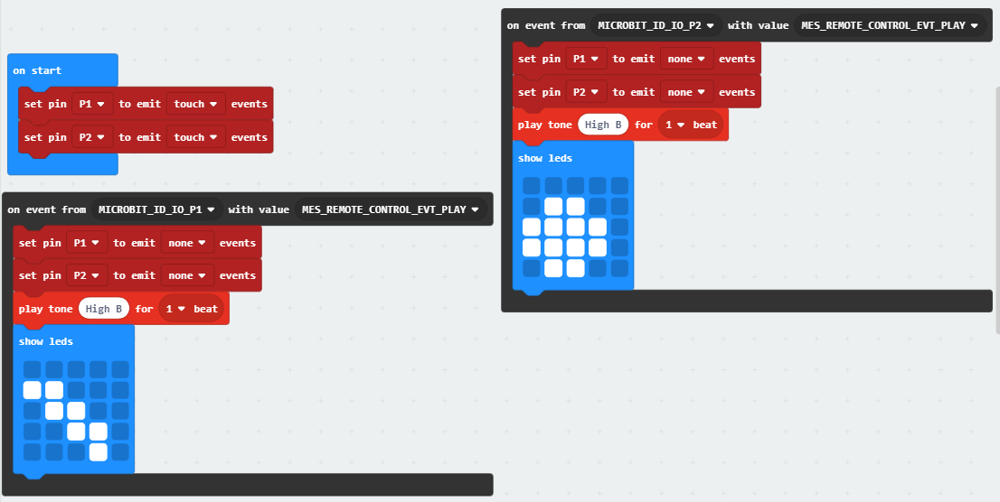 on start
set pin P1 to emit touch events
set pin P2 to emit touch events
on event from MICROBIT_ID_IO_P1 with value MES_REMOTE_CONTROL_EVT_PLAY
set pin P1 to emit none events
set pin P2 to emit none events
play tone High B for 1 beat
show leds
on event from MICROBIT_ID_IO_P2 with value MES_REMOTE_CONTROL_EVT_PLAY
set pin P1 to emit none events
set pin P2 to emit none events
play tone High B for 1 beat
show leds